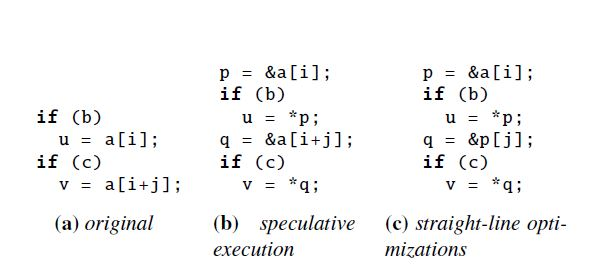 if (b)
u = a[i];
if (c)
v = a[i+j];
(a) original
p = &a[i];
if (b)
u = *p;
q = &a[i+j];
if (c)
v = *q;
(b) speculative
execution
p = &a[i];
if (b)
u = *p;
q = &p[j];
if (c)
v = *q;
(c) straight-line opti-
mizations